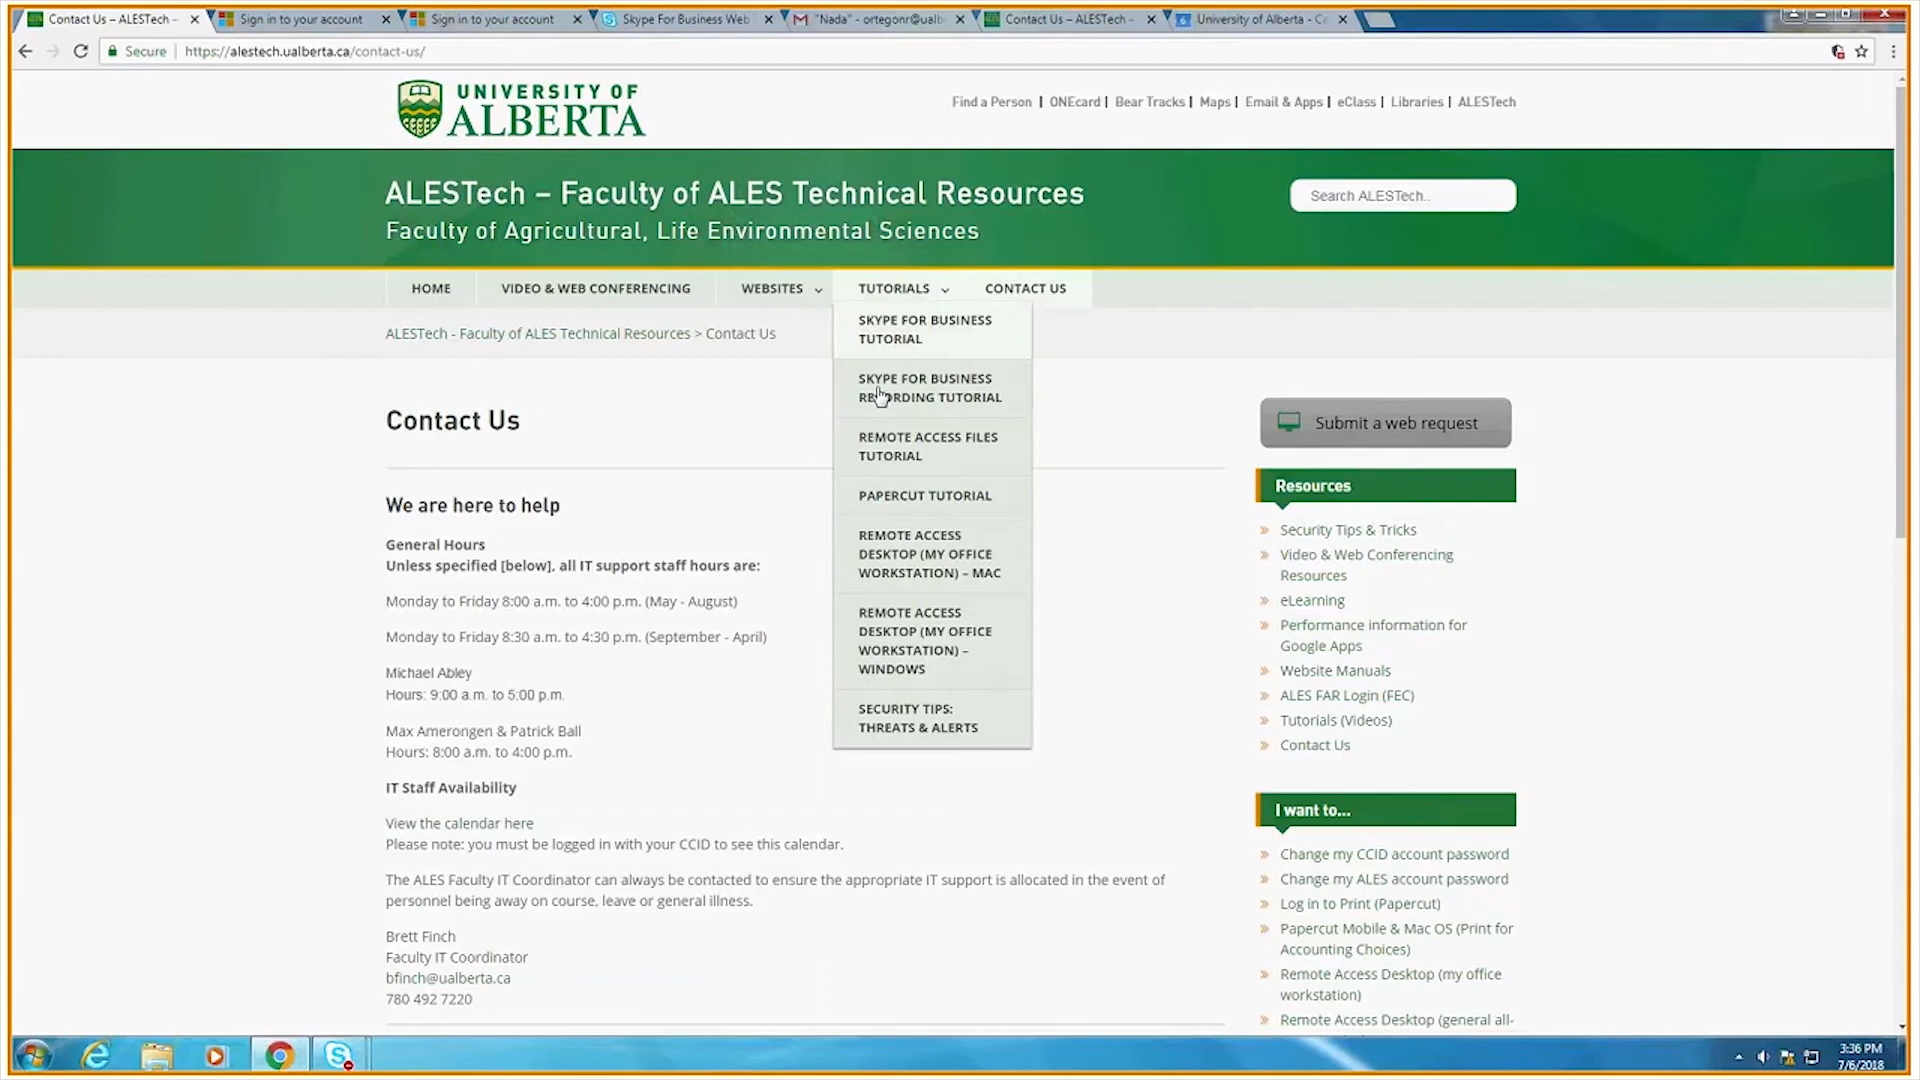 Contact Us – ALESTech –
Sign in to your account
Sign in to your account
Skype For Business Web
"Nada" - ortegonr@ualb
Contact Us – ALESTech -
University of Alberta - Ca
Secure
https://alestech.ualberta.ca/contact-us/
UNIVERSITY OF
ALBERTA
Find a Person | ONEcard | Bear Tracks | Maps | Email & Apps | eClass | Libraries | ALESTech
ALESTech – Faculty of ALES Technical Resources
Faculty of Agricultural, Life Environmental Sciences
Search ALESTech..
HOME
VIDEO & WEB CONFERENCING
WEBSITES
TUTORIALS
CONTACT US
ALESTech - Faculty of ALES Technical Resources > Contact Us
SKYPE FOR BUSINESS
TUTORIAL
SKYPE FOR BUSINESS
RECORDING TUTORIAL
REMOTE ACCESS FILES
TUTORIAL
PAPERCUT TUTORIAL
REMOTE ACCESS
DESKTOP (MY OFFICE
WORKSTATION) – MAC
REMOTE ACCESS
DESKTOP (MY OFFICE
WORKSTATION) –
WINDOWS
SECURITY TIPS:
THREATS & ALERTS
Contact Us
We are here to help
General Hours
Unless specified [below], all IT support staff hours are:
Monday to Friday 8:00 a.m. to 4:00 p.m. (May - August)
Monday to Friday 8:30 a.m. to 4:30 p.m. (September - April)
Michael Abley
Hours: 9:00 a.m. to 5:00 p.m.
Max Amerongen & Patrick Ball
Hours: 8:00 a.m. to 4:00 p.m.
IT Staff Availability
View the calendar here
Please note: you must be logged in with your CCID to see this calendar.
The ALES Faculty IT Coordinator can always be contacted to ensure the appropriate IT support is allocated in the event of
personnel being away on course, leave or general illness.
Brett Finch
Faculty IT Coordinator
bfinch@ualberta.ca
780 492 7220
Submit a web request
Resources
Security Tips & Tricks
Video & Web Conferencing
Resources
eLearning
Performance information for
Google Apps
Website Manuals
ALES FAR Login (FEC)
Tutorials (Videos)
Contact Us
I want to...
Change my CCID account password
Change my ALES account password
Log in to Print (Papercut)
Papercut Mobile & Mac OS (Print for
Accounting Choices)
Remote Access Desktop (my office
workstation)
Remote Access Desktop (general all-
3:36 PM
7/6/2018